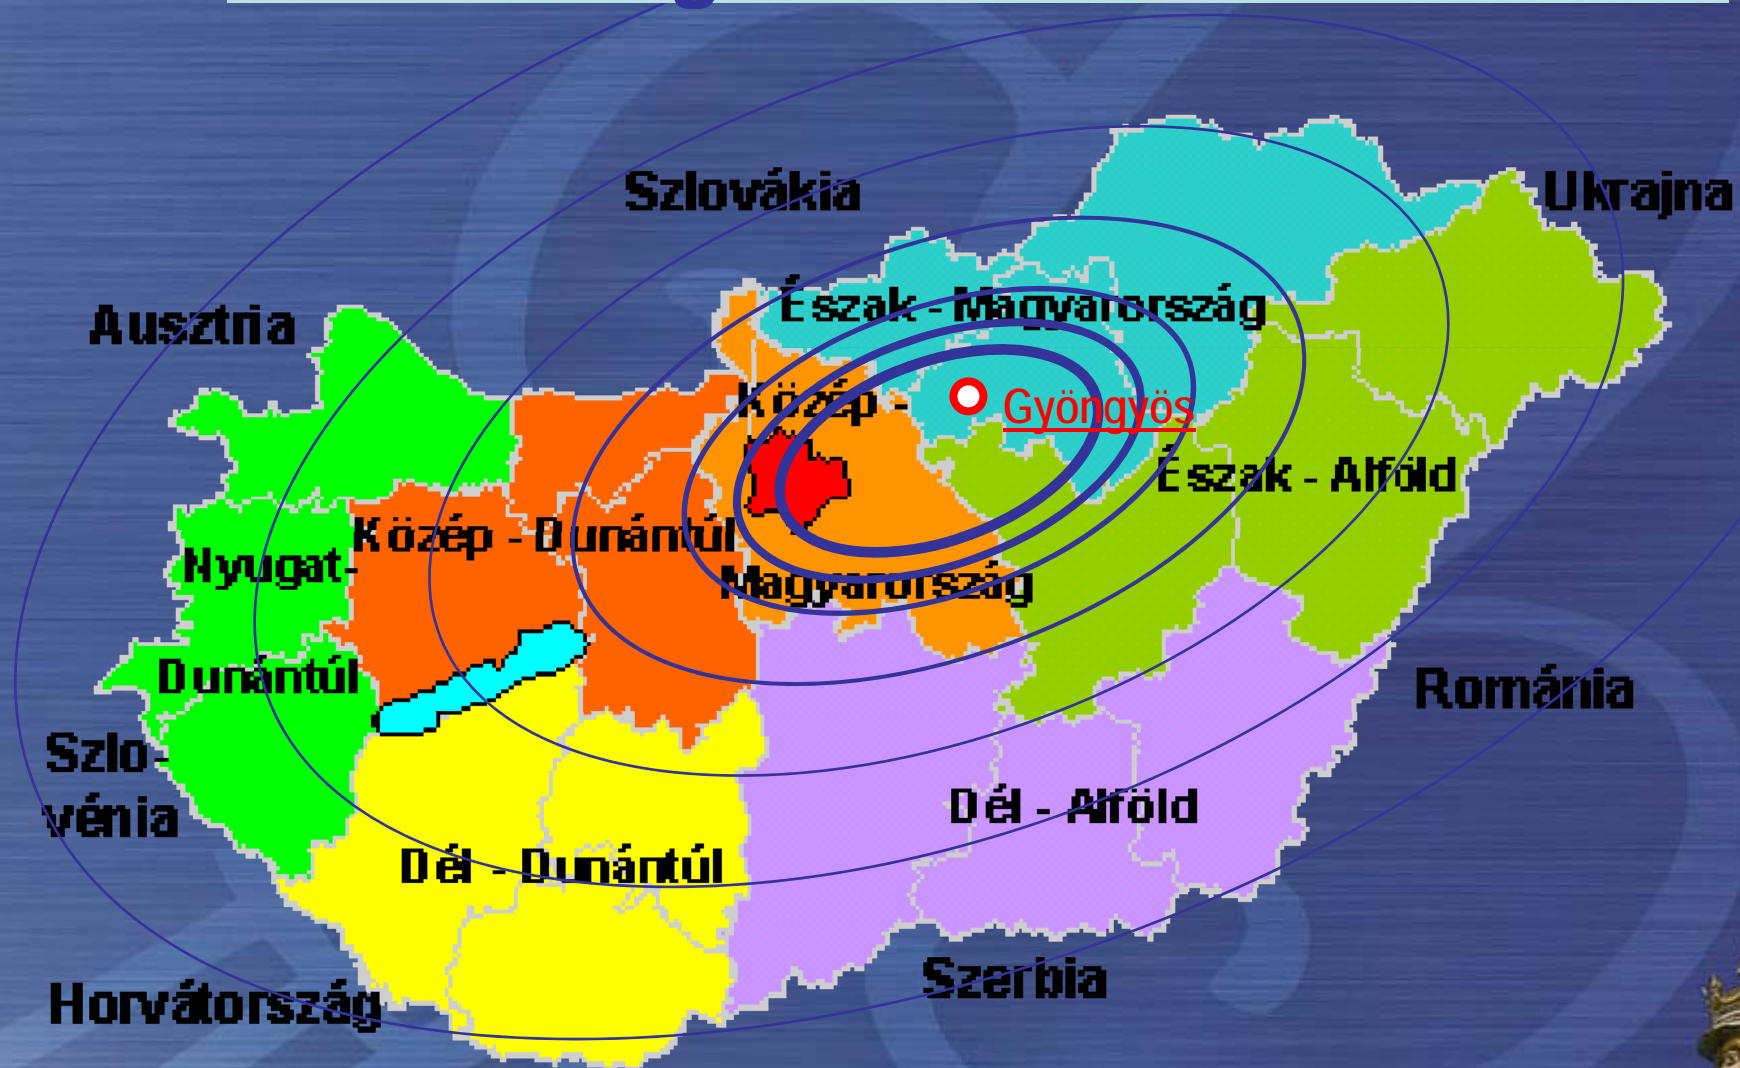 Szlovákia
Ukrajna
Ausztria
Észak - Magyarország
Közép -
Gyöngyös
Észak - Alföld
Közép - Dunántúl
Nyugat-
Magyarország
Dunántúl
Románia
Szlo-
vénia
Dél - Alföld
Dél - Dunántúl
Szerbia
Horvátország